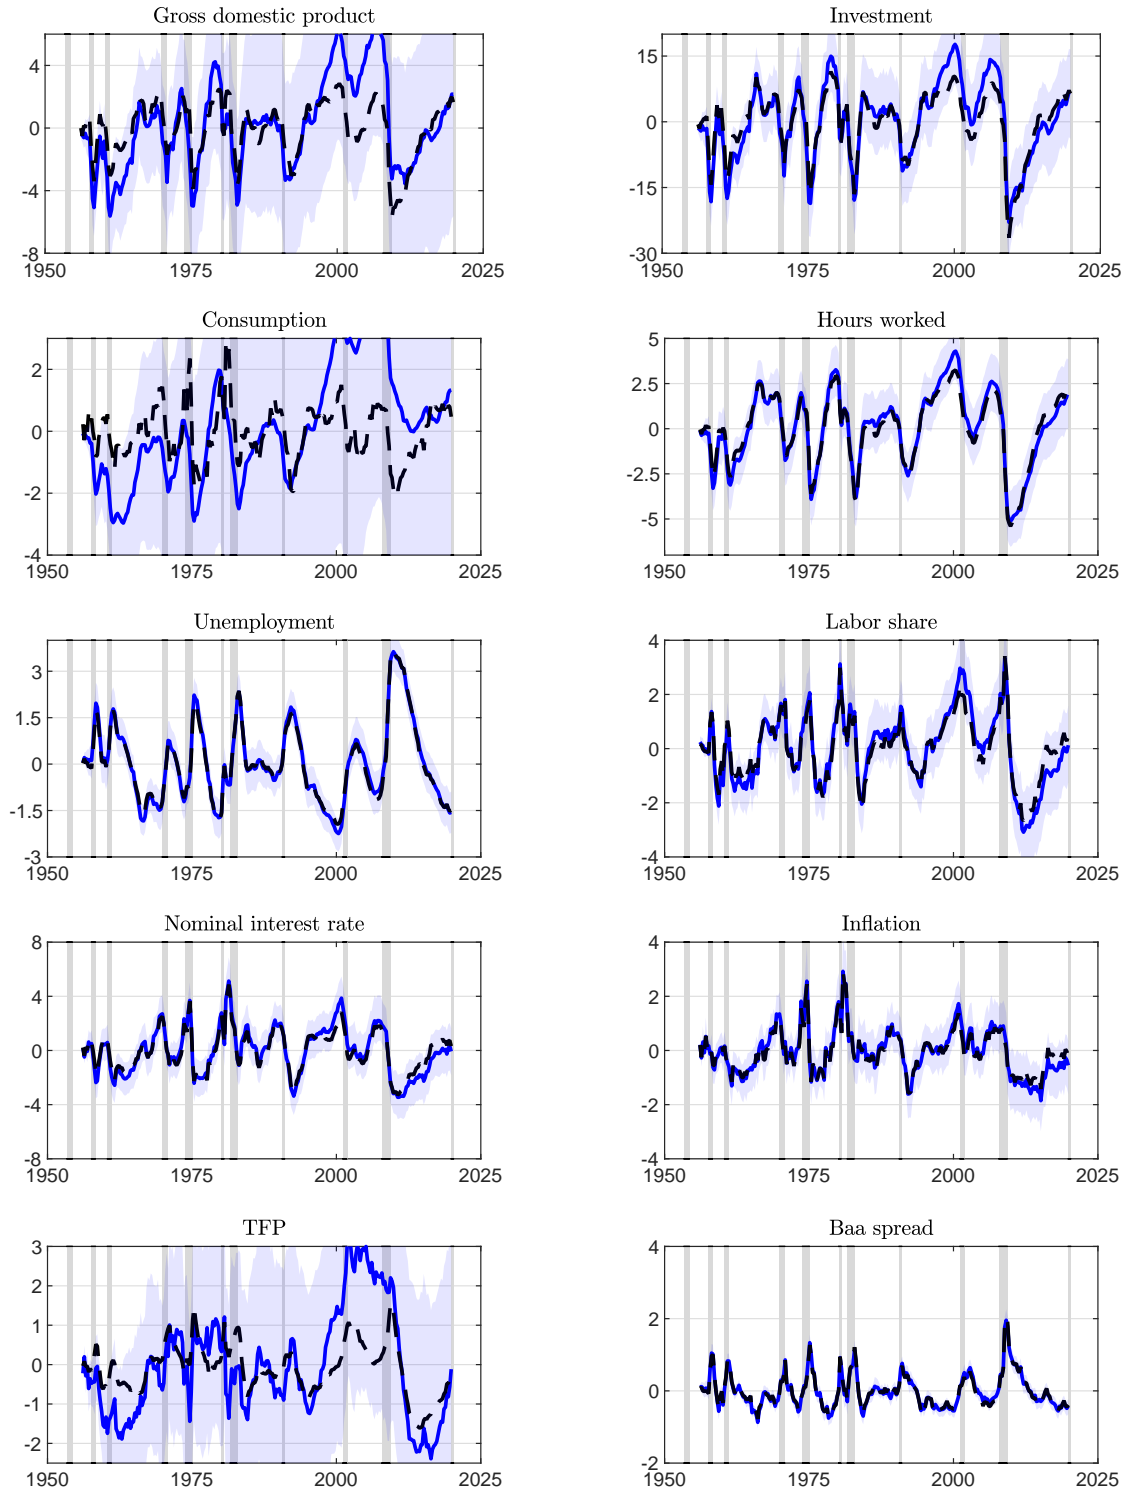 Gross domestic product
4
0
-4
-8
1950 1975 2000 2025
Investment
15
0
-15
-30
1950 1975 2000 2025
Consumption
2
0
-2
-4
1950 1975 2000 2025
Hours worked
5
2.5
0
-2.5
-5
1950 1975 2000 2025
Unemployment
3
1.5
0
-1.5
-3
1950 1975 2000 2025
Labor share
4
2
0
-2
-4
1950 1975 2000 2025
Nominal interest rate
8
4
0
-4
-8
1950 1975 2000 2025
Inflation
4
2
0
-2
-4
1950 1975 2000 2025
TFP
3
2
1
0
-1
-2
1950 1975 2000 2025
Baa spread
4
2
0
-2
1950 1975 2000 2025